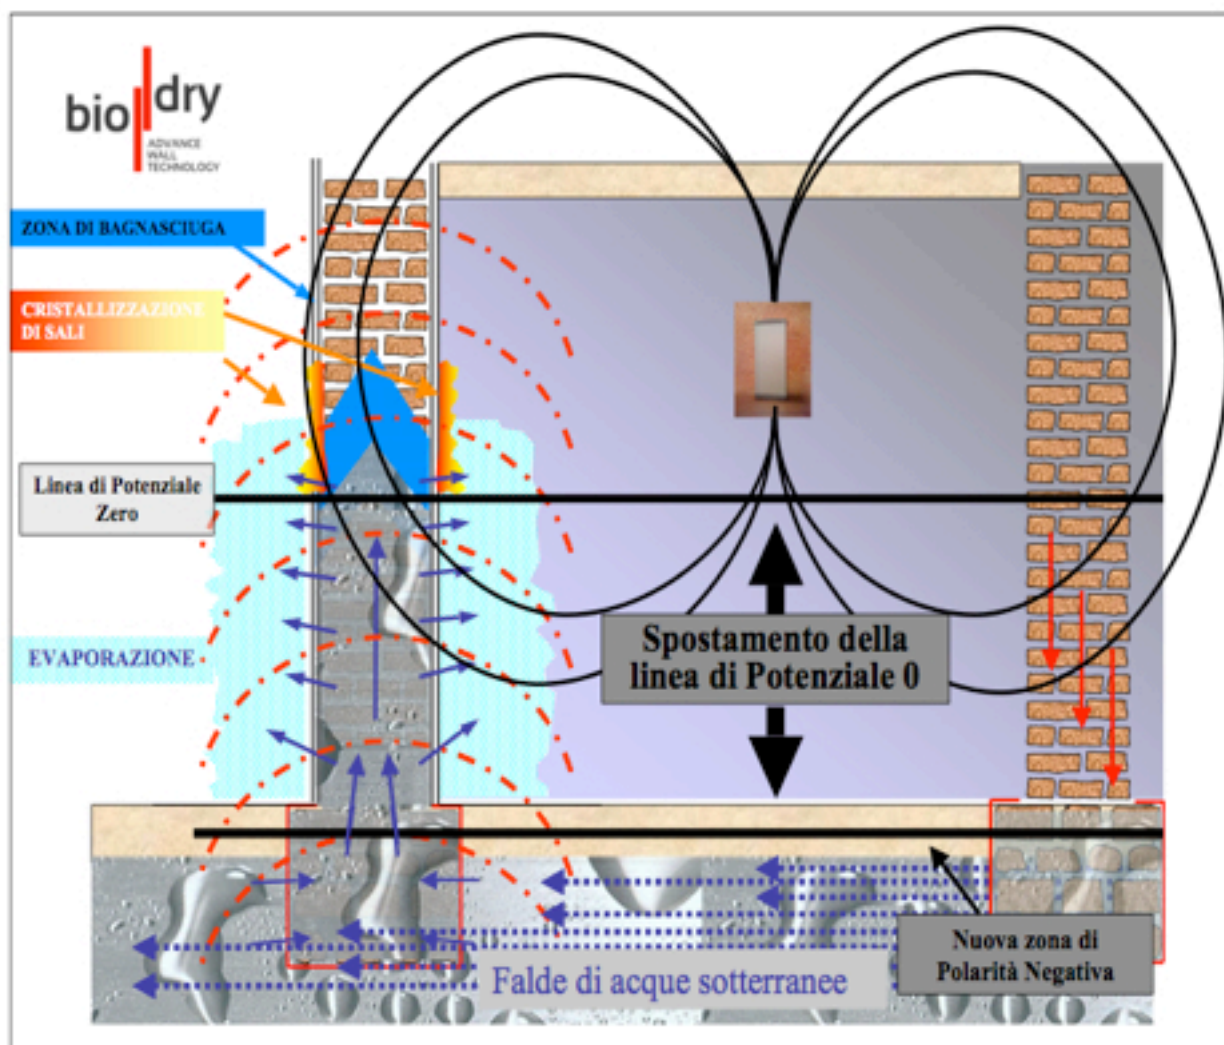 bio dry
ADVANCE
WALL
TECHNOLOGY
ZONA DI BAGNASCIUGA
CRISTALLIZZAZIONE
DI SALI
Linea di Potenziale
Zero
EVAPORAZIONE
Spostamento della
linea di Potenziale 0
Nuova zona di
Polarità Negativa
Falde di acque sotterranee